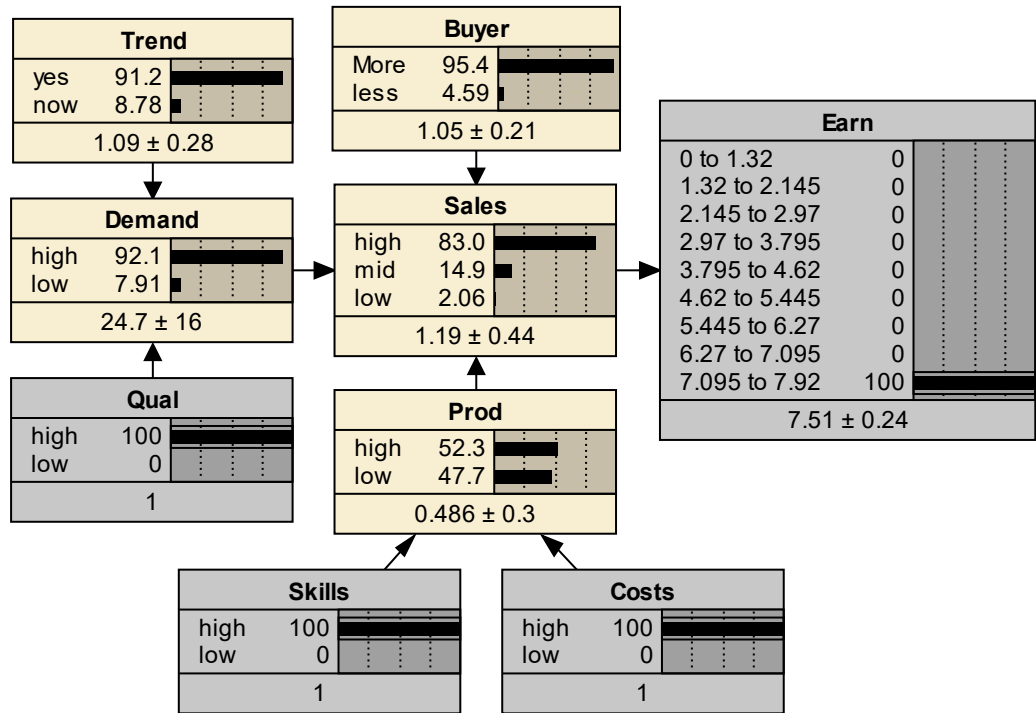 Trend
yes 91.2
now 8.78
1.09 ± 0.28
Buyer
More 95.4
less 4.59
1.05 ± 0.21
Earn
0 to 1.32 0
1.32 to 2.145 0
2.145 to 2.97 0
2.97 to 3.795 0
3.795 to 4.62 0
4.62 to 5.445 0
5.445 to 6.27 0
6.27 to 7.095 0
7.095 to 7.92 100
7.51 ± 0.24
Demand
high 92.1
low 7.91
24.7 ± 16
Sales
high 83.0
mid 14.9
low 2.06
1.19 ± 0.44
Qual
high 100
low 0
1
Prod
high 52.3
low 47.7
0.486 ± 0.3
Skills
high 100
low 0
1
Costs
high 100
low 0
1